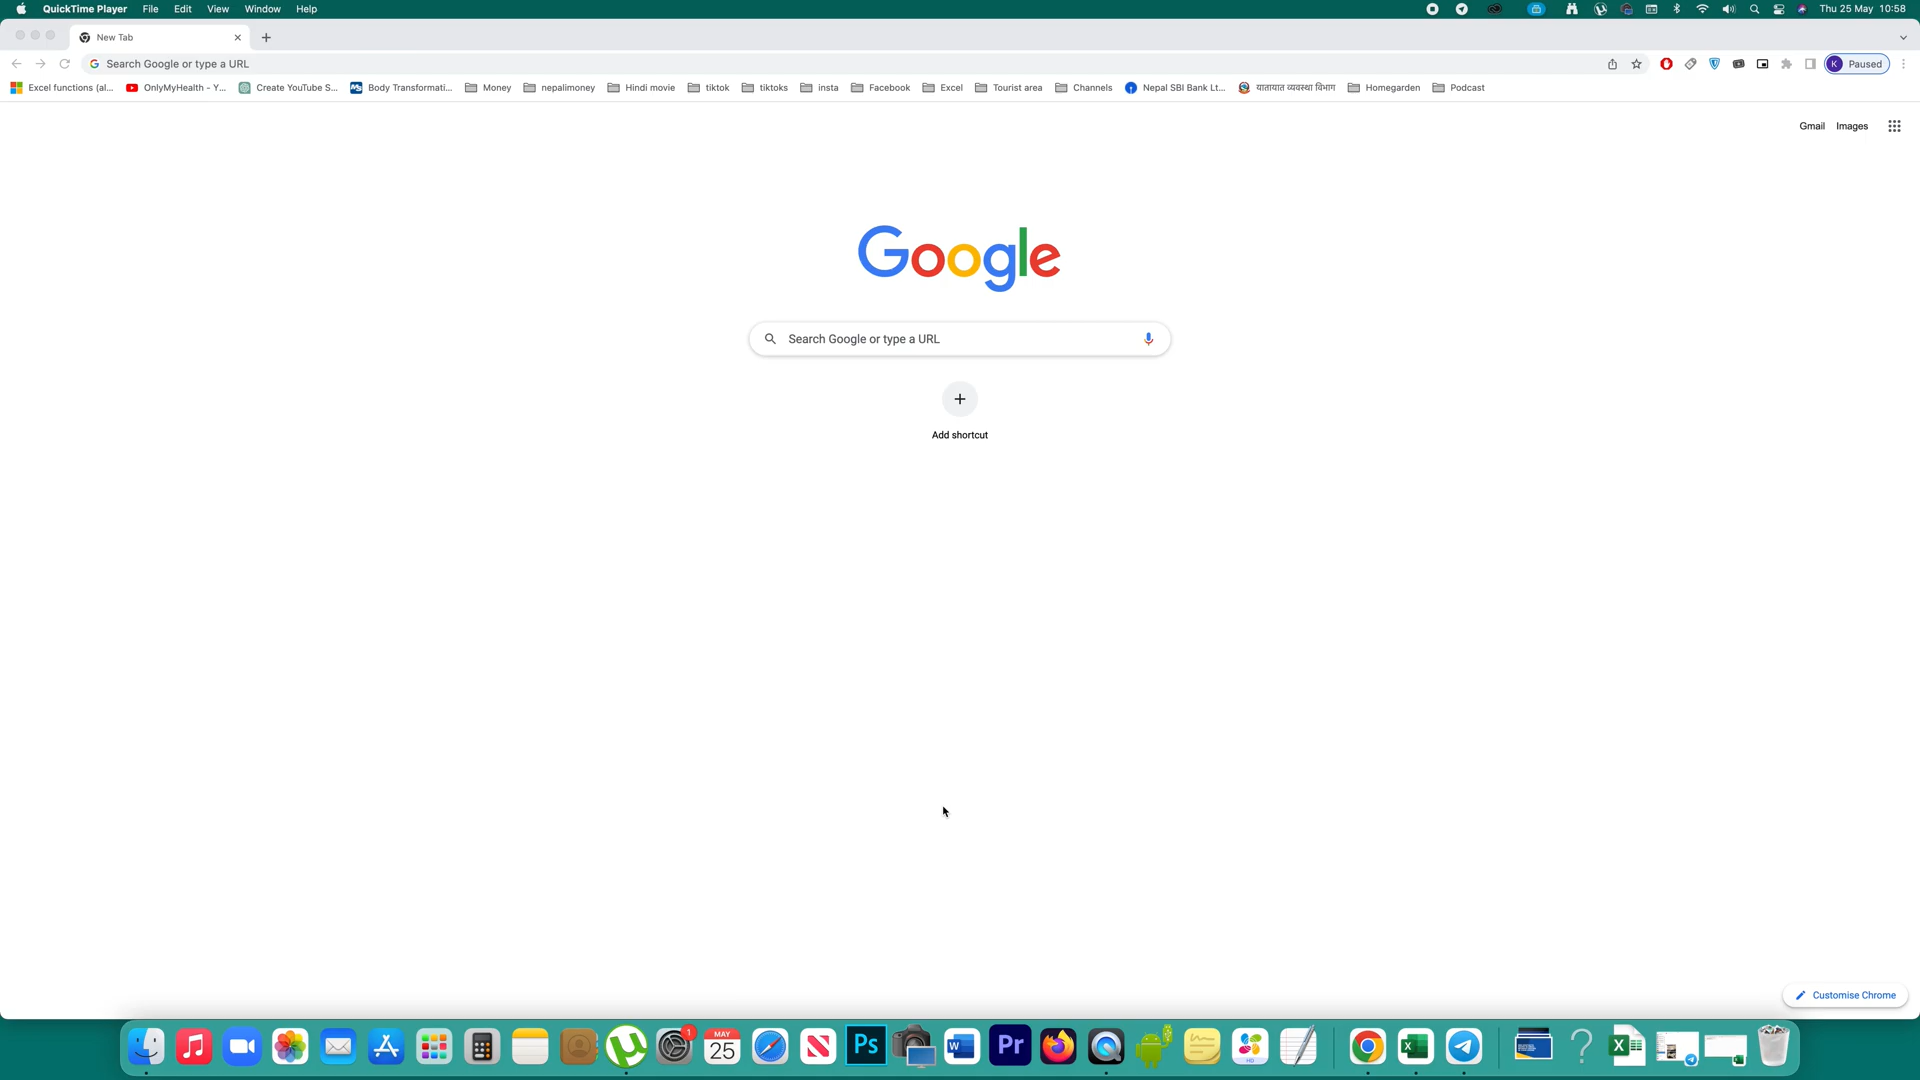 QuickTime Player File Edit View Window Help Thu 25 May 10:58
New Tab
Search Google or type a URL K Paused
Excel functions (al... OnlyMyHealth - Y... Create YouTube S... Body Transformati... Money nepalimoney Hindi movie tiktok tiktoks insta Facebook Excel Tourist area Channels Nepal SBI Bank Lt... यातायात व्यवस्था विभाग Homegarden Podcast
Gmail Images
Google
Search Google or type a URL
Add shortcut
Customise Chrome
1 MAY 25 Ps W Pr HD X